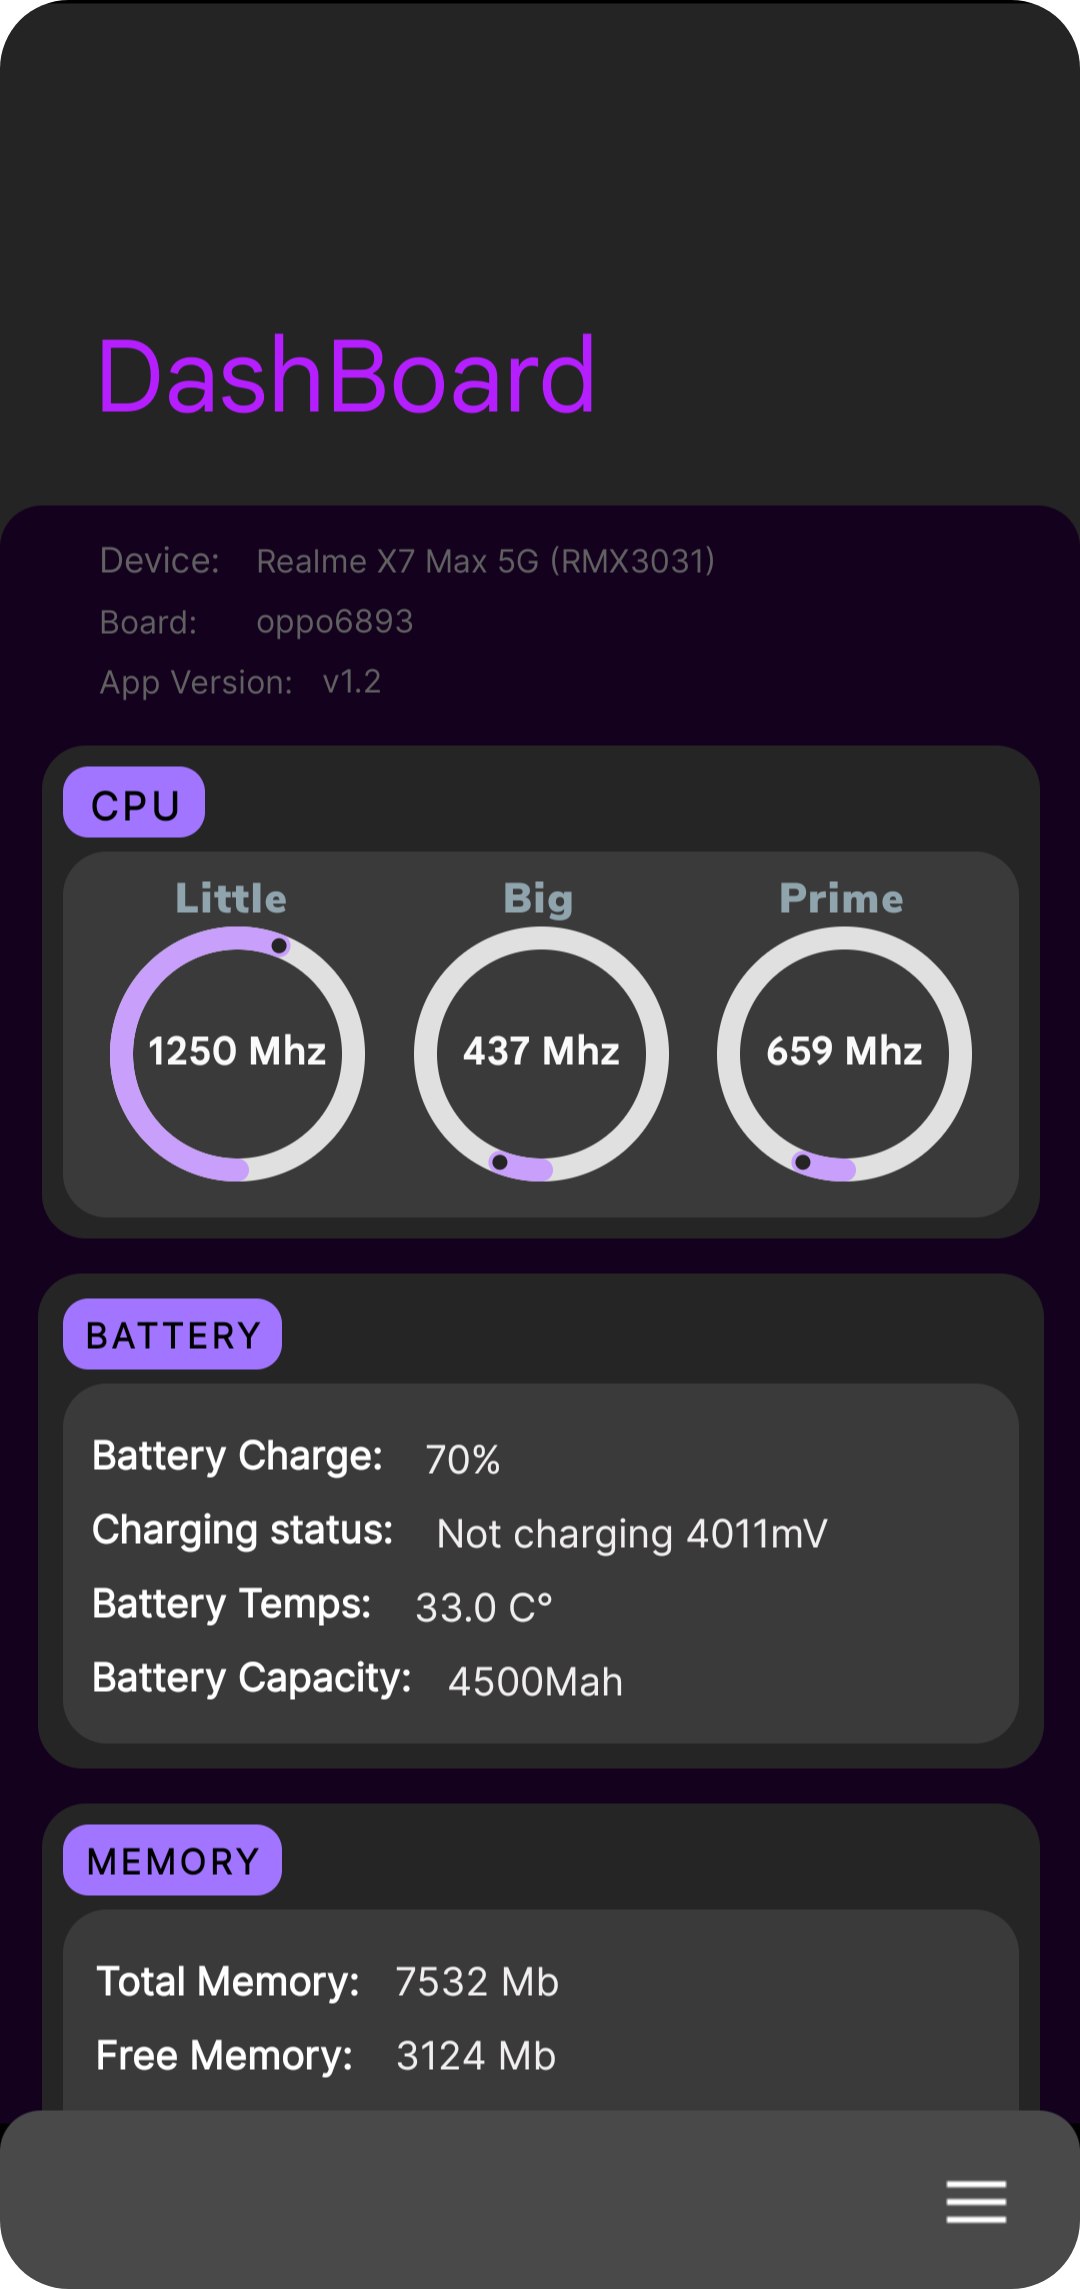 DashBoard
Device: Realme X7 Max 5G (RMX3031)
Board: oppo6893
App Version: v1.2
CPU
Little Big Prime
1250 Mhz 437 Mhz 659 Mhz
BATTERY
Battery Charge: 70%
Charging status: Not charging 4011mV
Battery Temps: 33.0 C°
Battery Capacity: 4500Mah
MEMORY
Total Memory: 7532 Mb
Free Memory: 3124 Mb